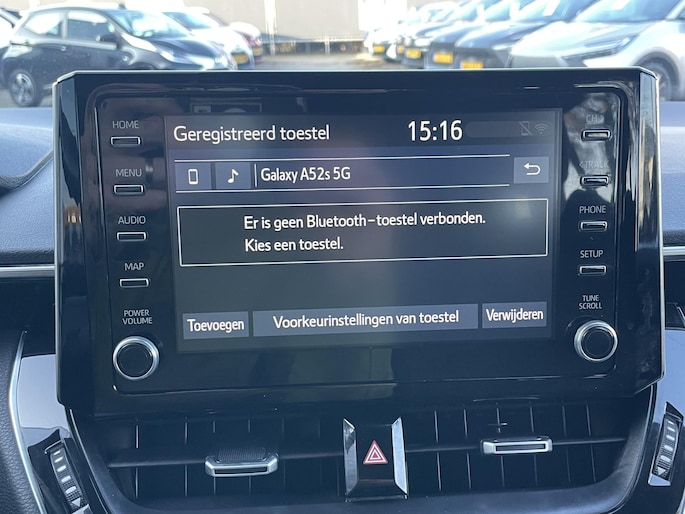 HOME
MENU
AUDIO
MAP
POWER
VOLUME
Geregistreerd toestel
15:16
Galaxy A52s 5G
Er is geen Bluetooth-toestel verbonden.
Kies een toestel.
Toevoegen
Voorkeurinstellingen van toestel
Verwijderen
CH
TRACK
PHONE
SETUP
TUNE
SCROLL